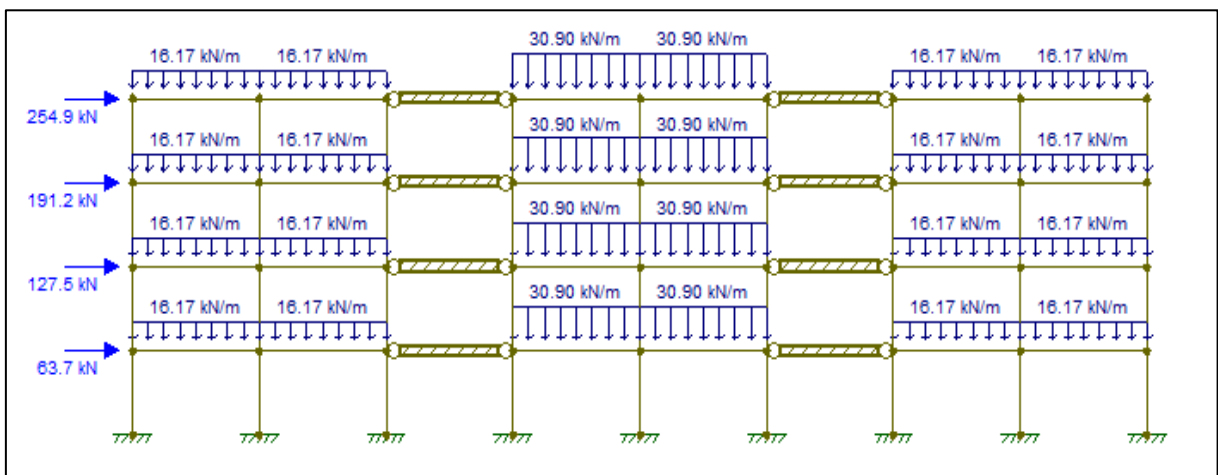 30.90 kN/m 30.90 kN/m
16.17 kN/m 16.17 kN/m 16.17 kN/m 16.17 kN/m
254.9 kN
16.17 kN/m 16.17 kN/m 30.90 kN/m 30.90 kN/m 16.17 kN/m 16.17 kN/m
191.2 kN
16.17 kN/m 16.17 kN/m 30.90 kN/m 30.90 kN/m 16.17 kN/m 16.17 kN/m
127.5 kN
16.17 kN/m 16.17 kN/m 30.90 kN/m 30.90 kN/m 16.17 kN/m 16.17 kN/m
63.7 kN